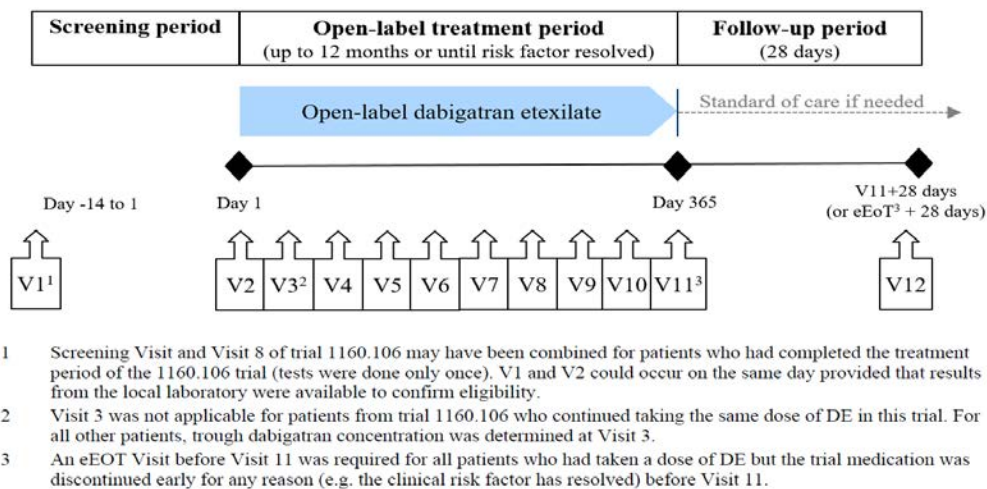 Screening period
Open-label treatment period
(up to 12 months or until risk factor resolved)
Follow-up period
(28 days)
Open-label dabigatran etexilate
Standard of care if needed
Day -14 to 1
Day 1
Day 365
V11+28 days
(or eEoT³ + 28 days)
V1¹
V2
V3²
V4
V5
V6
V7
V8
V9
V10
V11³
V12
1 Screening Visit and Visit 8 of trial 1160.106 may have been combined for patients who had completed the treatment
period of the 1160.106 trial (tests were done only once). V1 and V2 could occur on the same day provided that results
from the local laboratory were available to confirm eligibility.
2 Visit 3 was not applicable for patients from trial 1160.106 who continued taking the same dose of DE in this trial. For
all other patients, trough dabigatran concentration was determined at Visit 3.
3 An eEOT Visit before Visit 11 was required for all patients who had taken a dose of DE but the trial medication was
discontinued early for any reason (e.g. the clinical risk factor has resolved) before Visit 11.